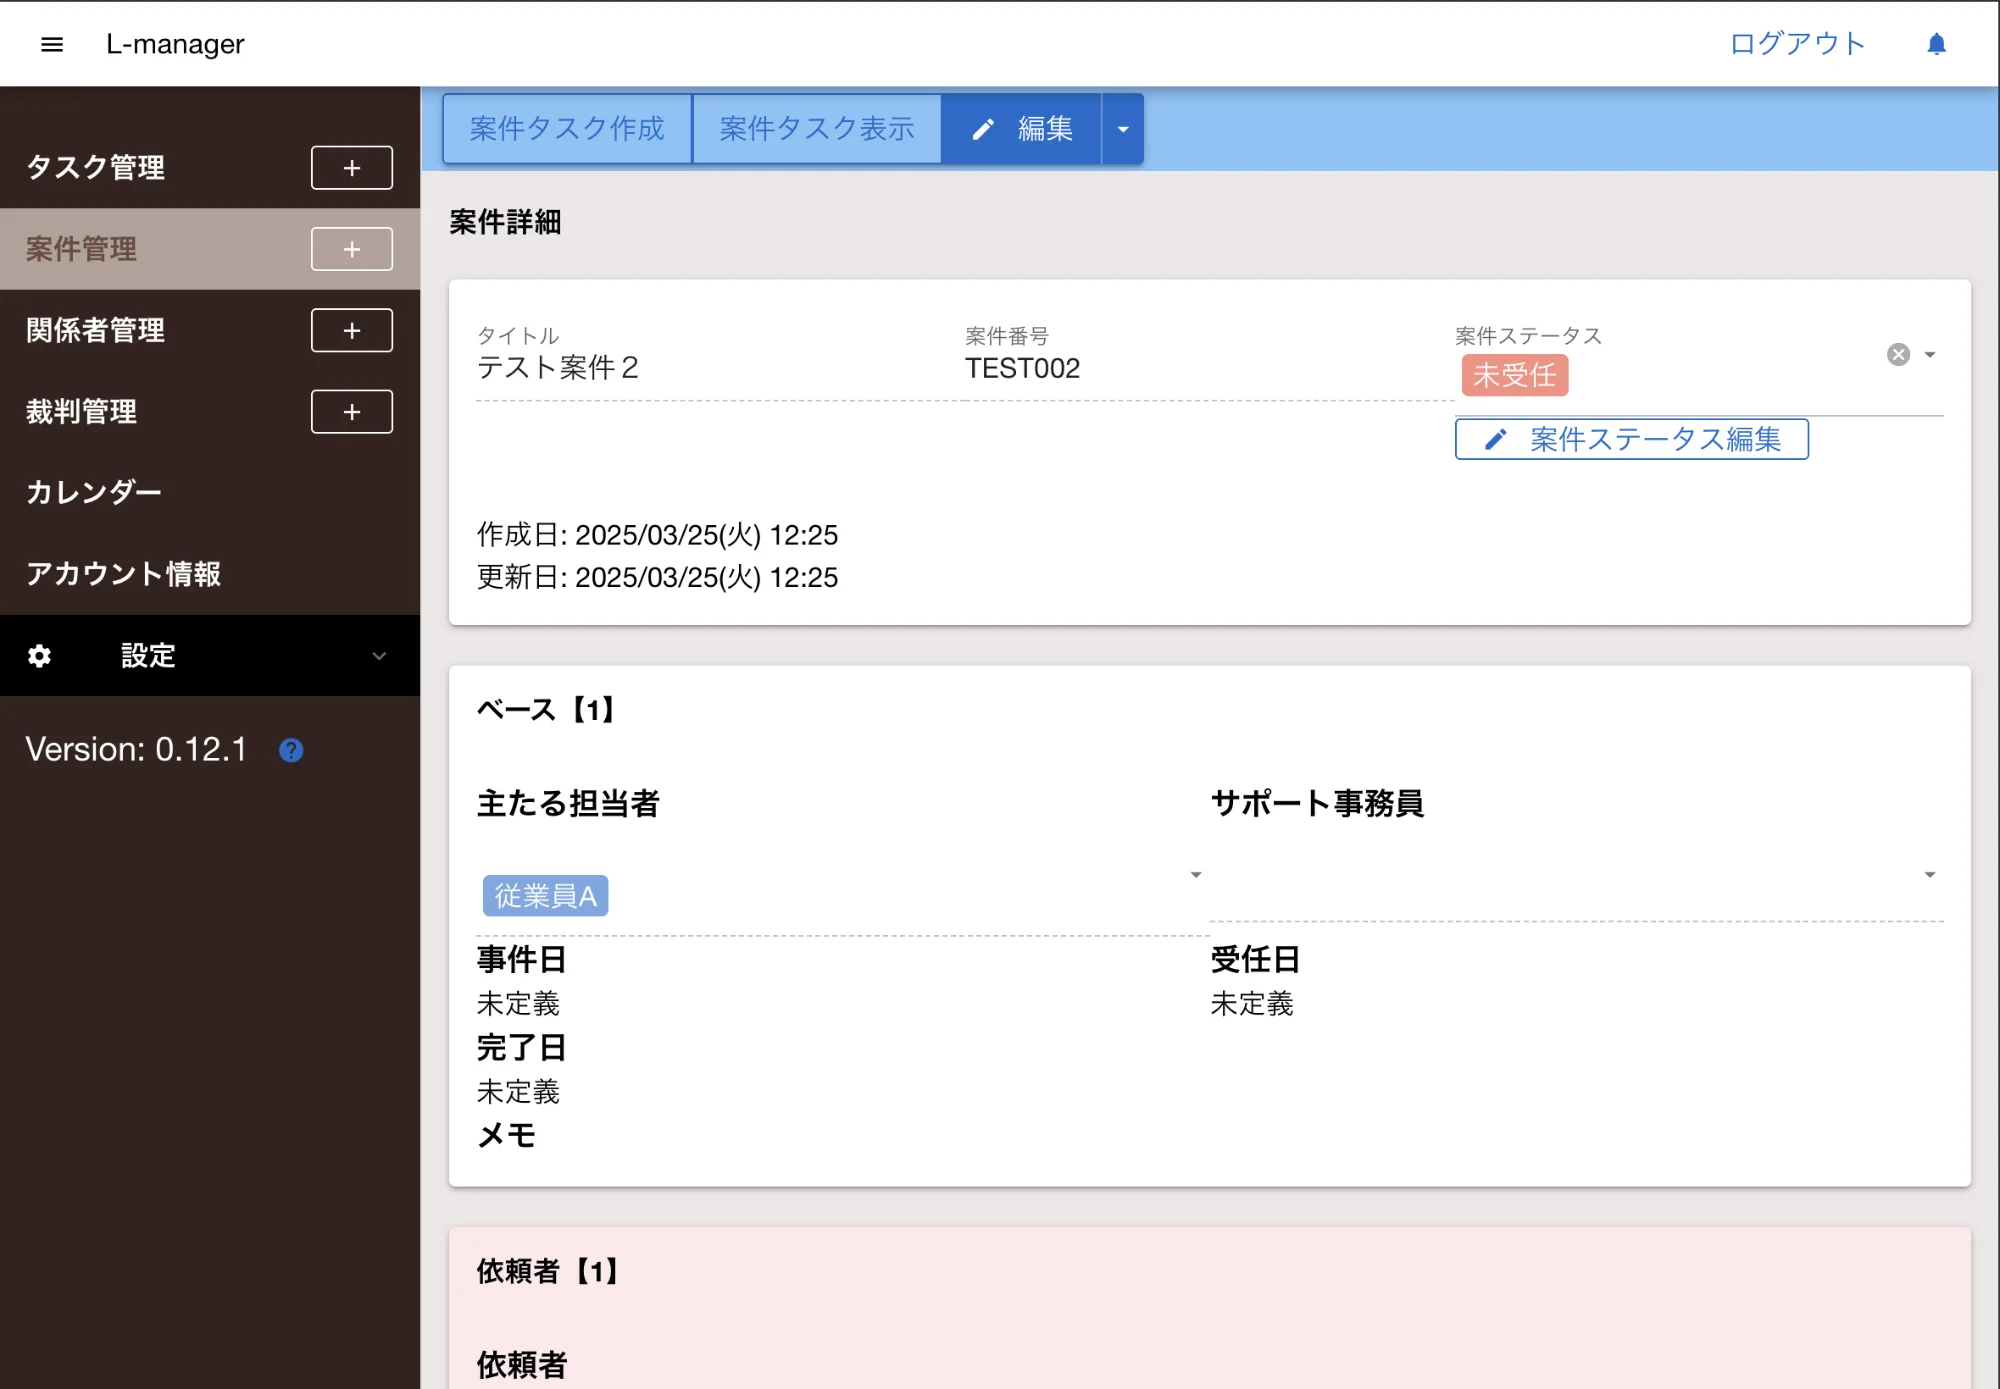 L-manager
ログアウト
タスク管理
案件管理
関係者管理
裁判管理
カレンダー
アカウント情報
設定
Version: 0.12.1
案件タスク作成
案件タスク表示
編集
案件詳細
タイトル
テスト案件２
案件番号
TEST002
案件ステータス
未受任
案件ステータス編集
作成日: 2025/03/25(火) 12:25
更新日: 2025/03/25(火) 12:25
ベース【1】
主たる担当者
従業員A
サポート事務員
事件日
未定義
受任日
未定義
完了日
未定義
メモ
依頼者【1】
依頼者